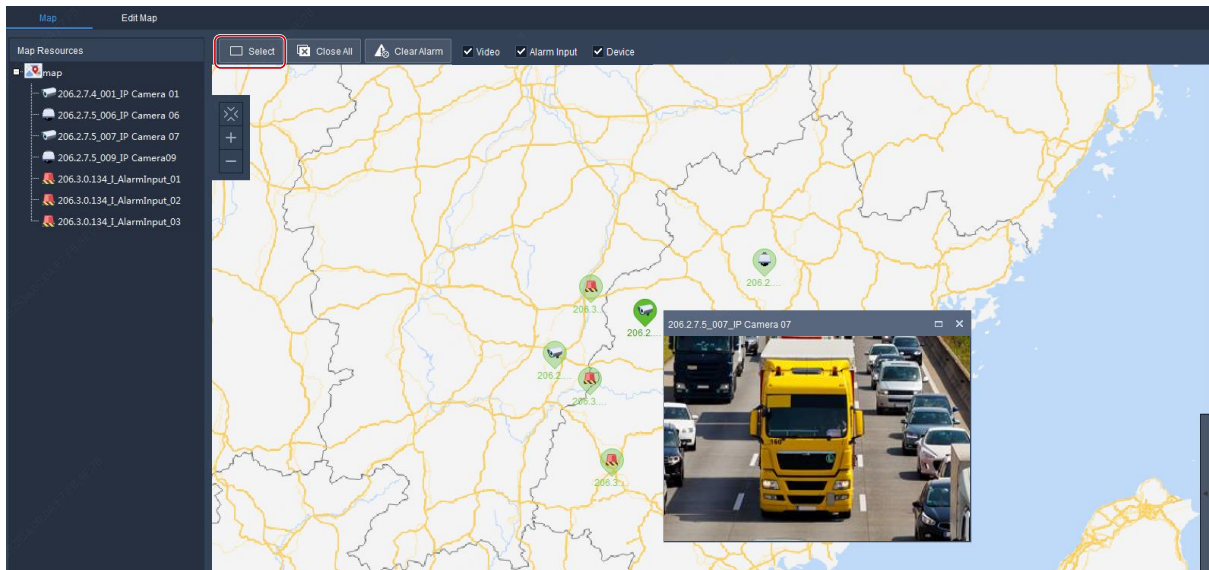 Map Edit Map
Map Resources
Select Close All Clear Alarm Video Alarm Input Device
map
206.2.7.4_001_IP Camera 01
206.2.7.5_006_IP Camera 06
206.2.7.5_007_IP Camera 07
206.2.7.5_009_IP Camera09
206.3.0.134_I_AlarmInput_01
206.3.0.134_I_AlarmInput_02
206.3.0.134_I_AlarmInput_03
206.2....
206.3....
206.2....
206.2.7.5_007_IP Camera 07
206.2....
206.3....
206.3....